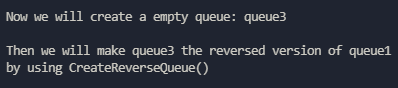 Now we will create a empty queue: queue3
Then we will make queue3 the reversed version of queue1
by using CreateReverseQueue()